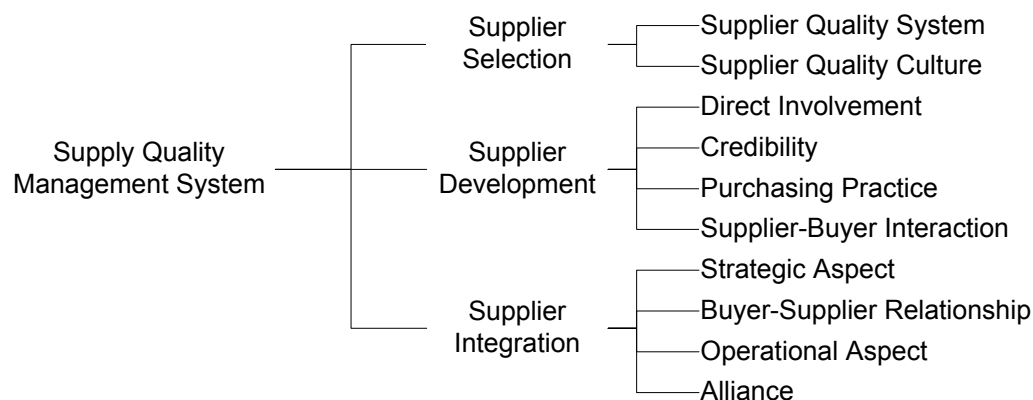 Supply Quality
Management System
Supplier
Selection
Supplier Quality System
Supplier Quality Culture
Supplier
Development
Direct Involvement
Credibility
Purchasing Practice
Supplier-Buyer Interaction
Supplier
Integration
Strategic Aspect
Buyer-Supplier Relationship
Operational Aspect
Alliance